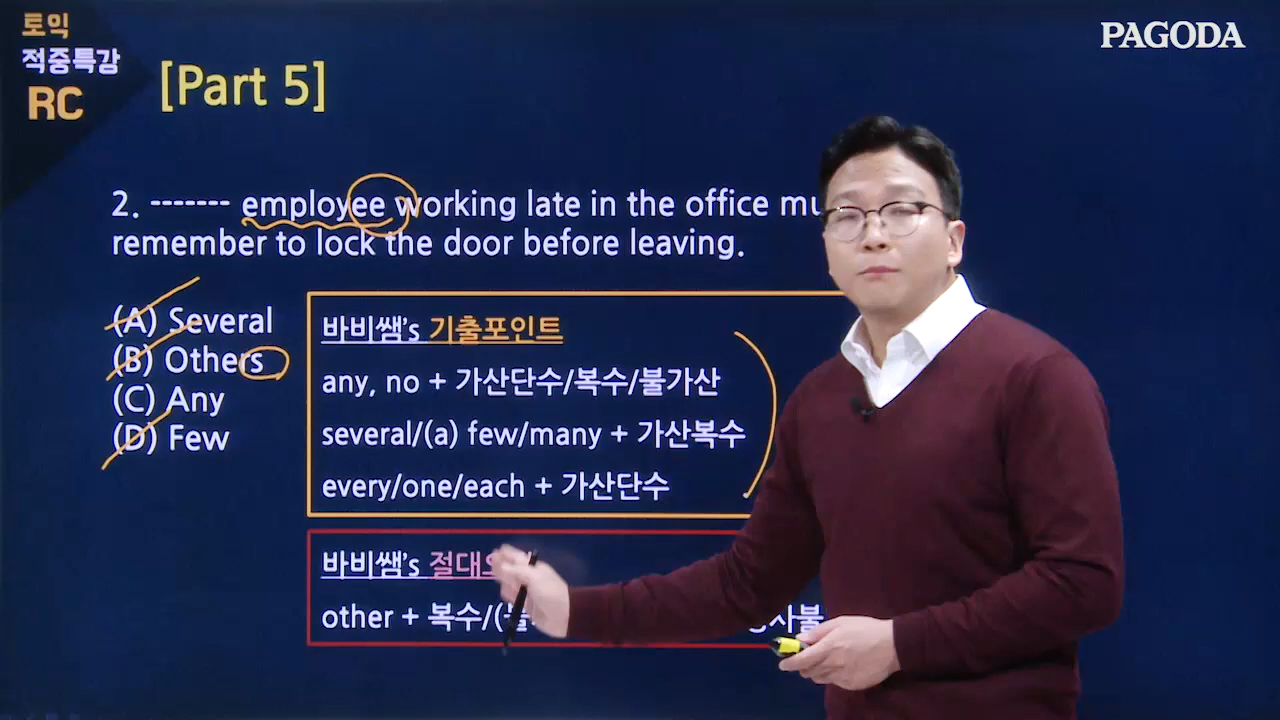 토익
적중특강
RC
PAGODA
[Part 5]
2. ------- employee working late in the office
remember to lock the door before leaving.
(A) Several
(B) Others
(C) Any
(D) Few
바비쌤's 기출포인트
any, no + 가산단수/복수/불가산
several/(a) few/many + 가산복수
every/one/each + 가산단수
바비쌤's
other + 복수/